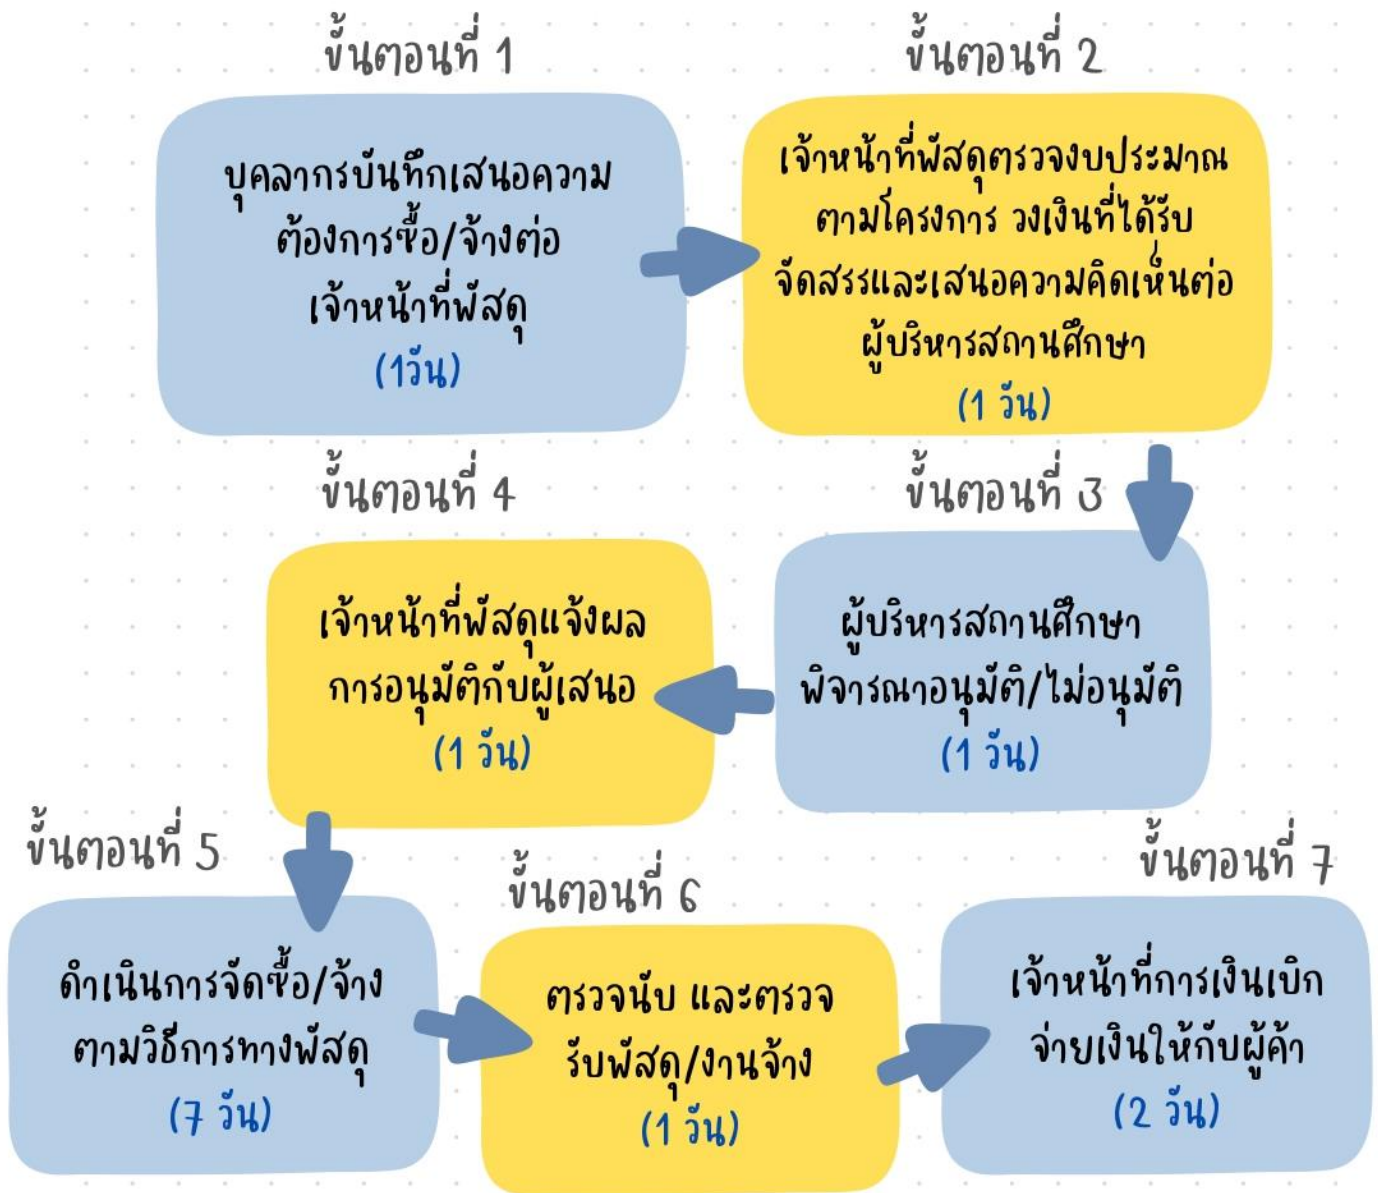 ขั้นตอนที่ 1
บุคลากรบันทึกเสนอความ
ต้องการซื้อ/จ้างต่อ
เจ้าหน้าที่พัสดุ
(1วัน)
ขั้นตอนที่ 2
เจ้าหน้าที่พัสดุตรวจงบประมาณ
ตามโครงการ วงเงินที่ได้รับ
จัดสรรและเสนอความคิดเห็นต่อ
ผู้บริหารสถานศึกษา
(1 วัน)
ขั้นตอนที่ 3
ผู้บริหารสถานศึกษา
พิจารณาอนุมัติ/ไม่อนุมัติ
(1 วัน)
ขั้นตอนที่ 4
เจ้าหน้าที่พัสดุแจ้งผล
การอนุมัติกับผู้เสนอ
(1 วัน)
ขั้นตอนที่ 5
ดำเนินการจัดซื้อ/จ้าง
ตามวิธีการทางพัสดุ
(7 วัน)
ขั้นตอนที่ 6
ตรวจนับ และตรวจ
รับพัสดุ/งานจ้าง
(1 วัน)
ขั้นตอนที่ 7
เจ้าหน้าที่การเงินเบิก
จ่ายเงินให้กับผู้ค้า
(2 วัน)